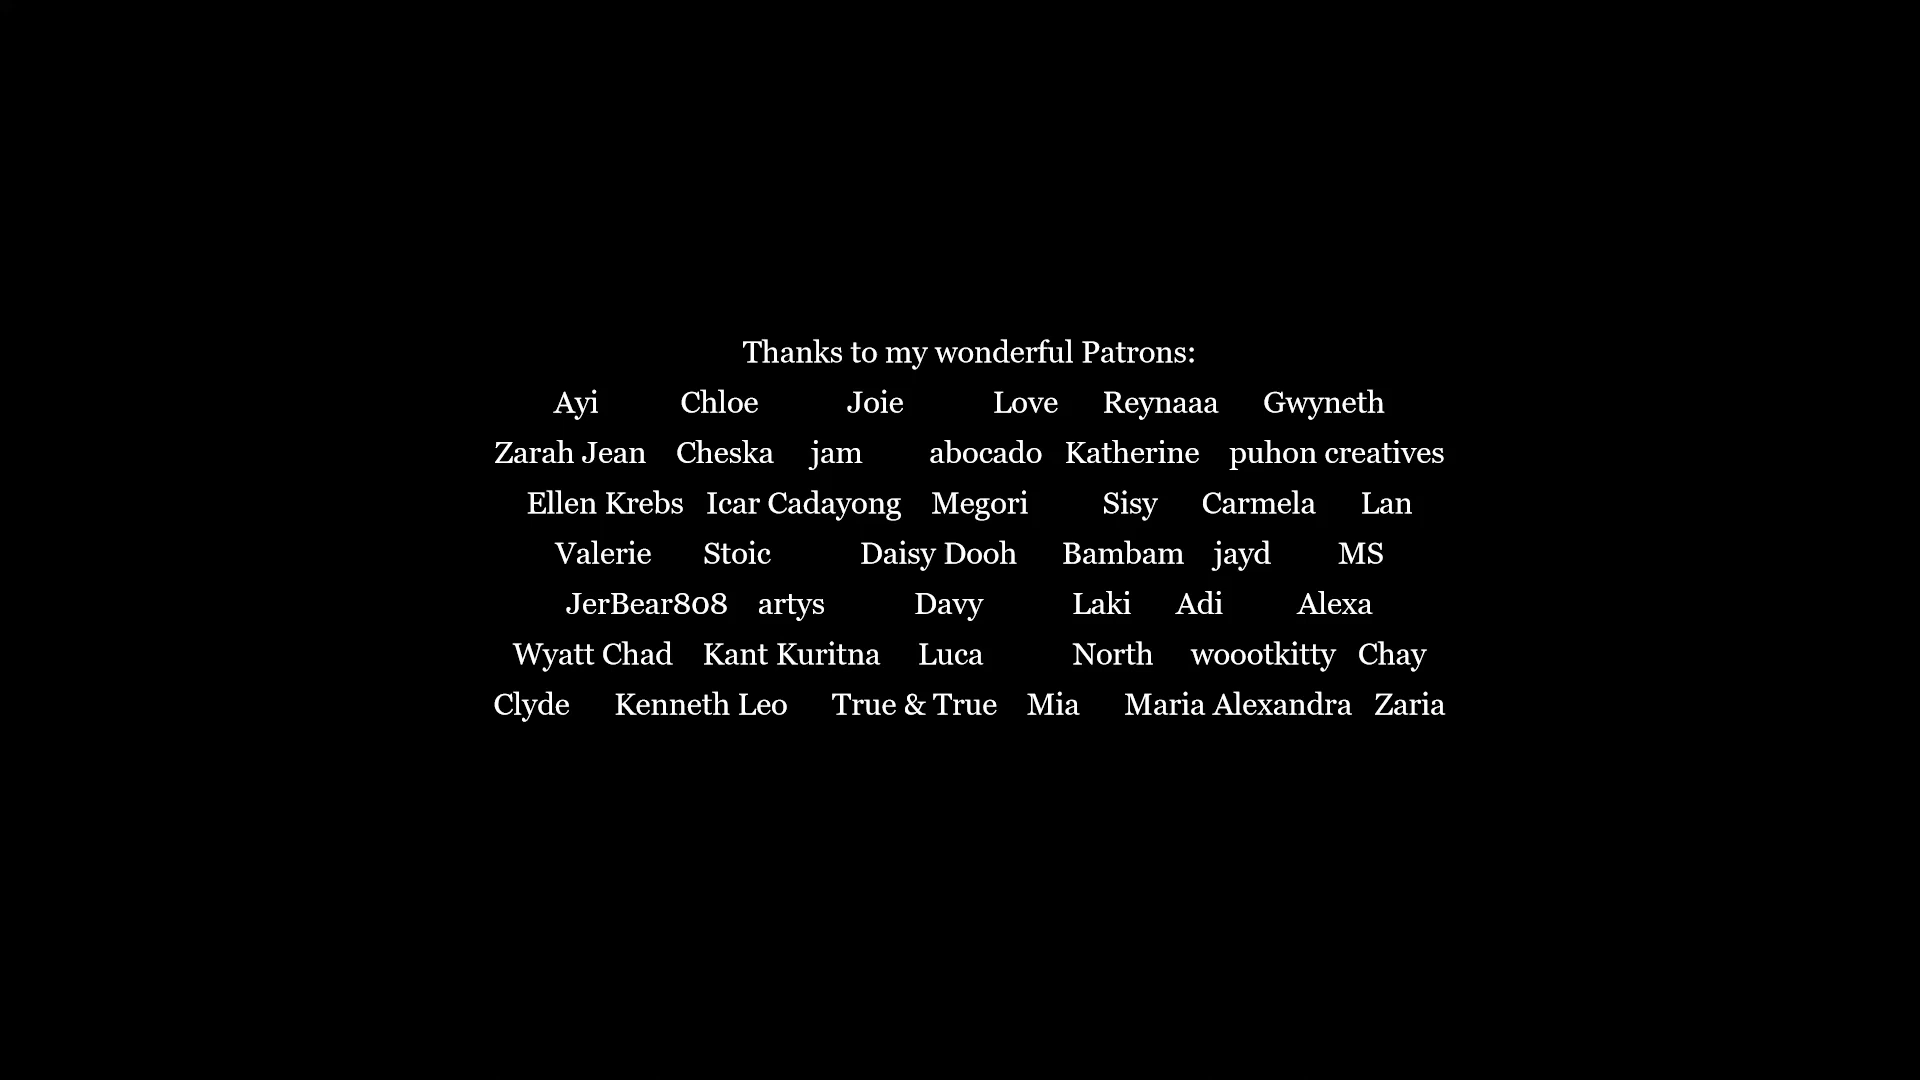 Thanks to my wonderful Patrons:
Ayi Chloe Joie Love Reynaaa Gwyneth
Zarah Jean Cheska jam abocado Katherine puhon creatives
Ellen Krebs Icar Cadayong Megori Sisy Carmela Lan
Valerie Stoic Daisy Dooh Bambam jayd MS
JerBear808 artys Davy Laki Adi Alexa
Wyatt Chad Kant Kuritna Luca North woootkitty Chay
Clyde Kenneth Leo True & True Mia Maria Alexandra Zaria